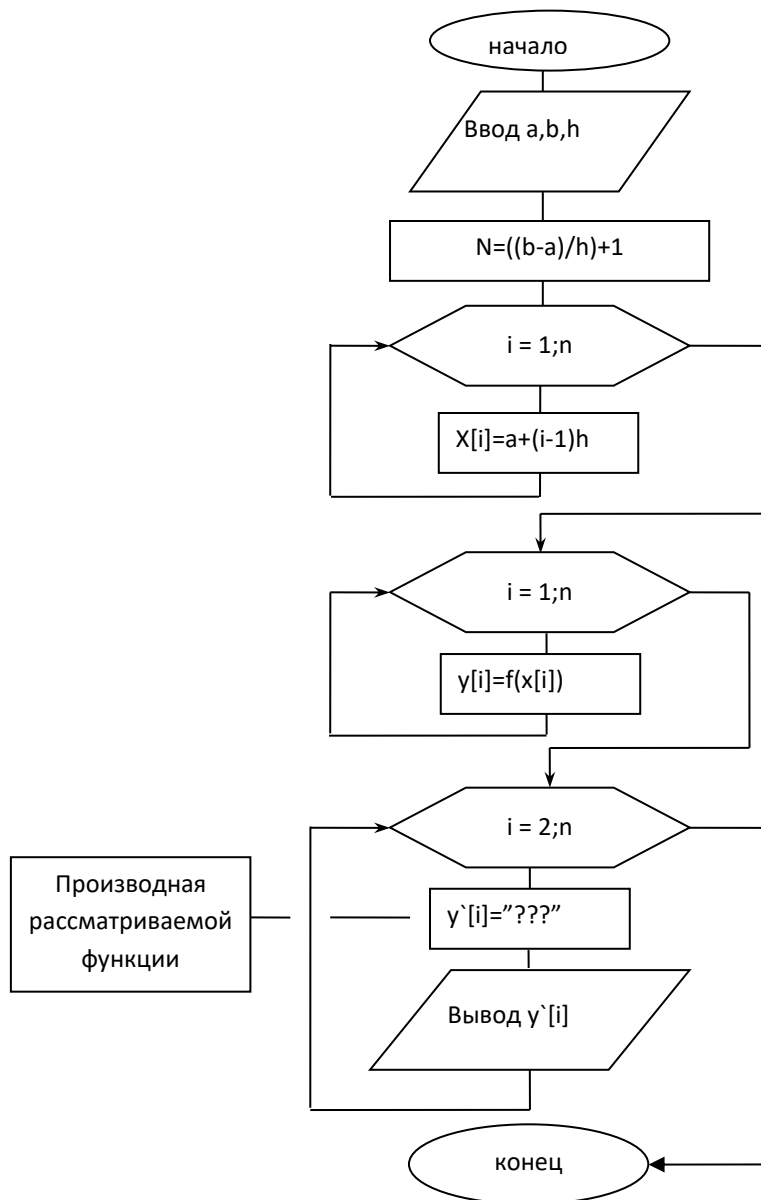 начало
Ввод a,b,h
N=((b-a)/h)+1
i = 1;n
X[i]=a+(i-1)h
i = 1;n
y[i]=f(x[i])
i = 2;n
Производная
рассматриваемой
функции
y`[i]=”???”
Вывод y`[i]
конец